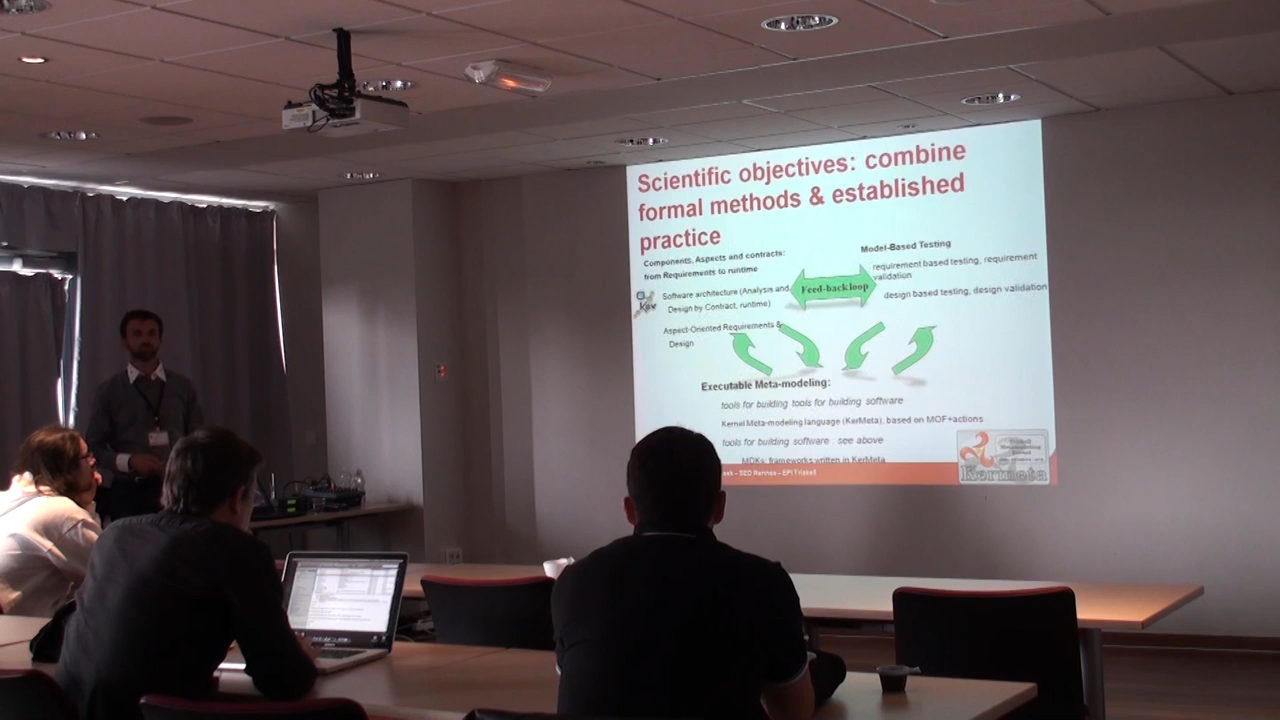 Scientific objectives: combine
formal methods & established
practice
Components, Aspects and contracts:
from Requirements to runtime
Software architecture (Analysis and
Design by Contract, runtime)
Aspect-Oriented Requirements &
Design
Model-Based Testing
requirement based testing, requirement
validation
design based testing, design validation
Feed-back loop
Executable Meta-modeling:
tools for building tools for building software
Kernel Meta-modeling language (KerMeta), based on MOF+actions
tools for building software : see above
MDKs: frameworks written in KerMeta
– SED Rennes – EPI Triskell
Triskell
Metamodeling
Kernel
Kermeta